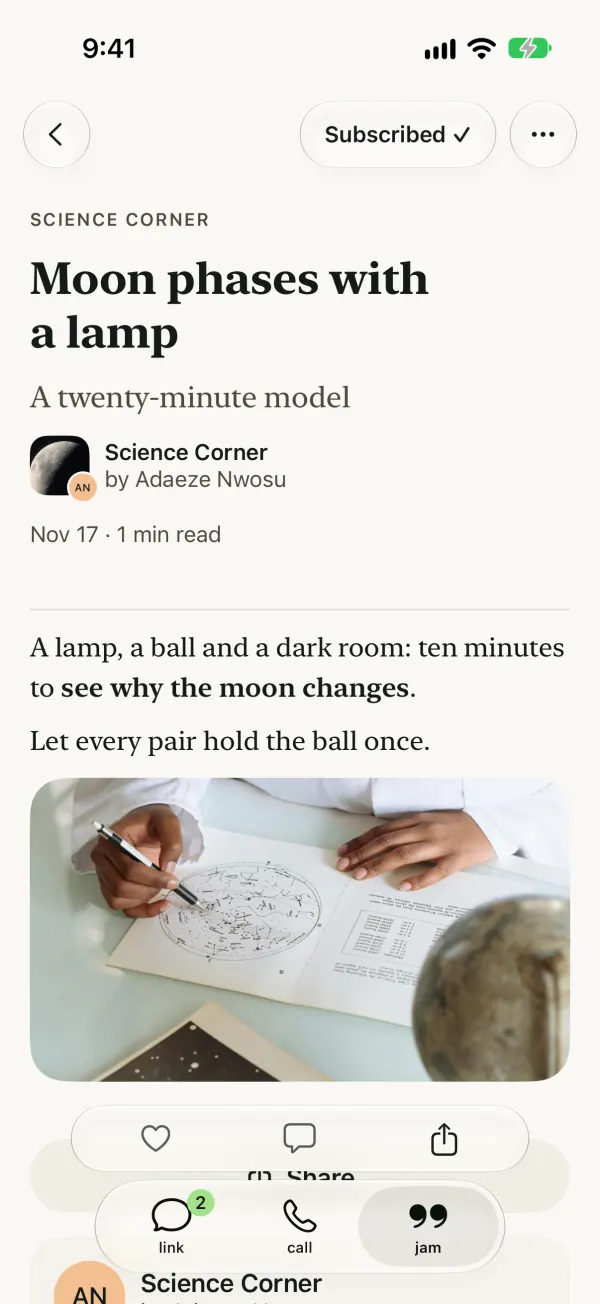 9:41
Subscribed ✓
SCIENCE CORNER
Moon phases with
a lamp
A twenty-minute model
Science Corner
AN
by Adaeze Nwosu
Nov 17 · 1 min read
A lamp, a ball and a dark room: ten minutes
to see why the moon changes.
Let every pair hold the ball once.
Share
2
link
call
jam
AN
Science Corner